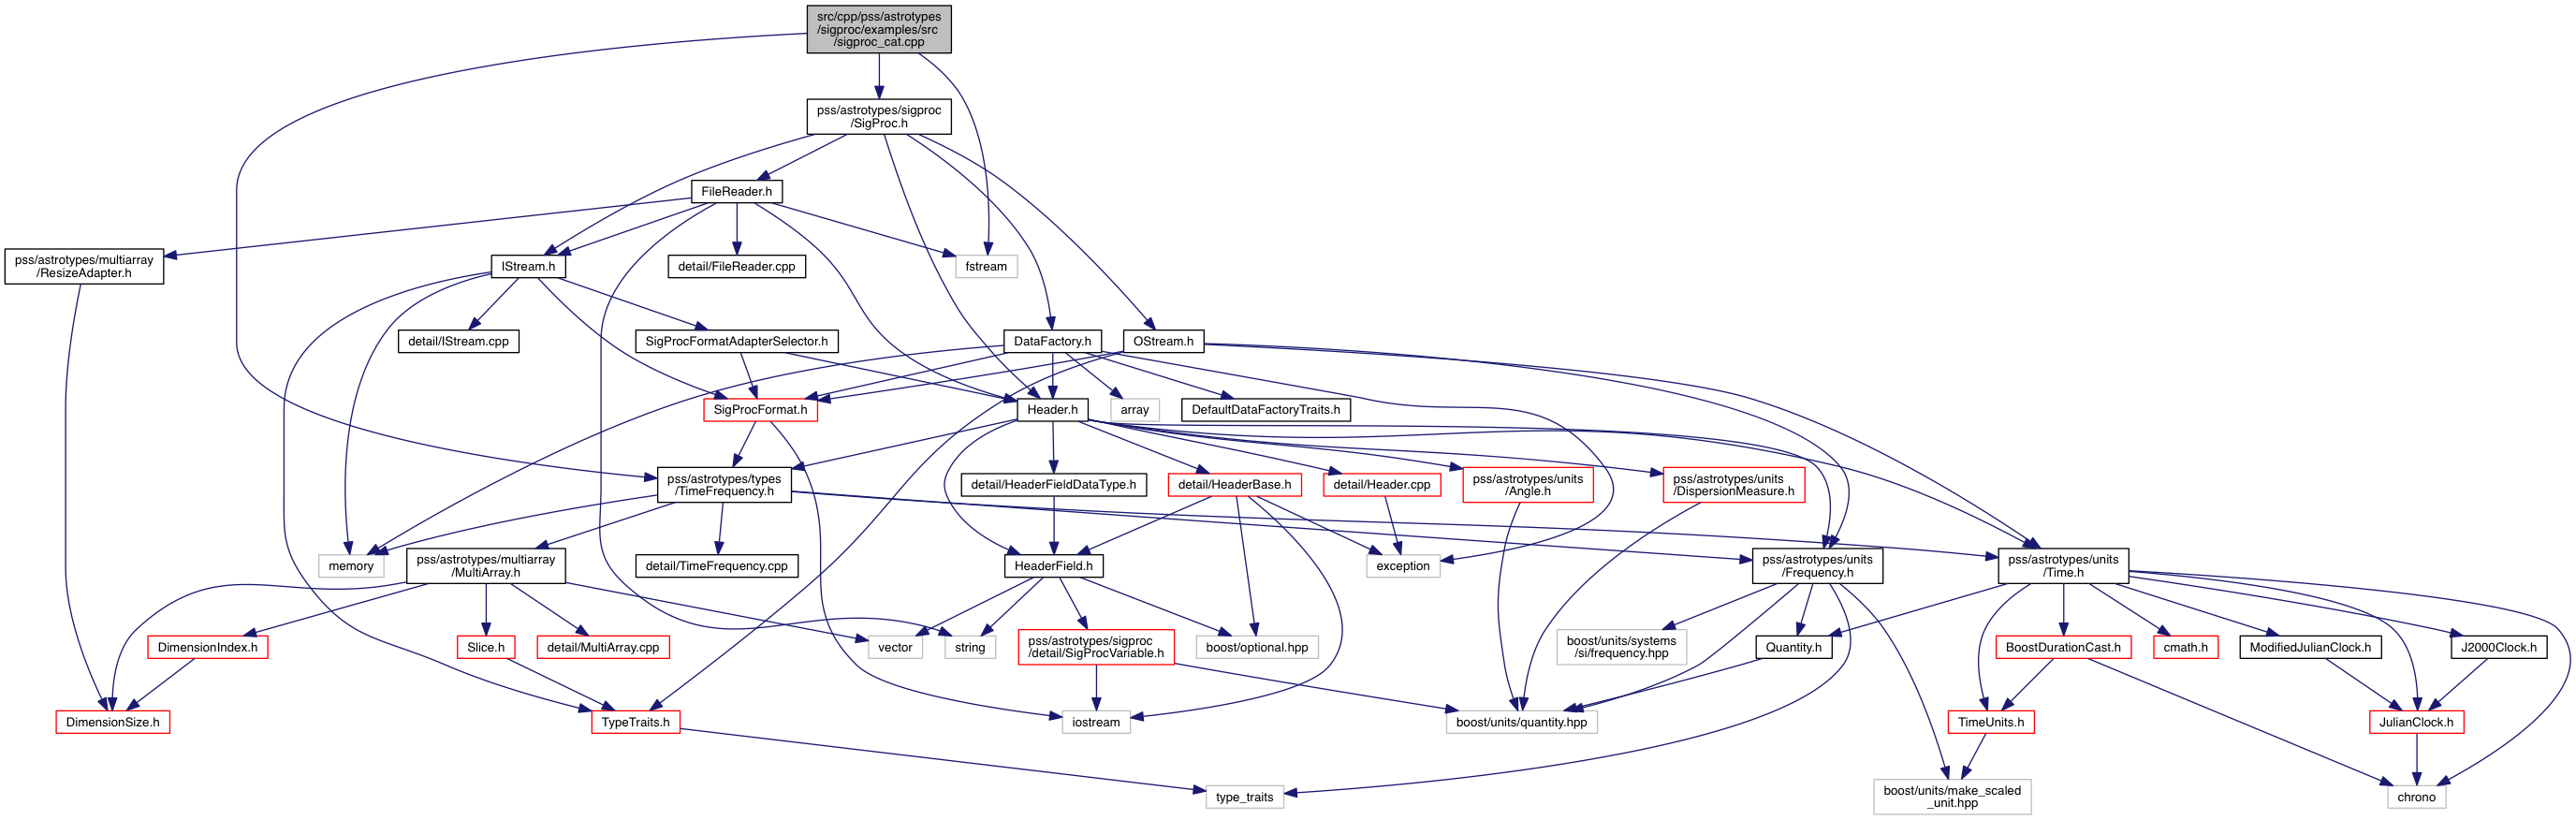 src/cpp/pss/astrotypes
/sigproc/examples/src
/sigproc_cat.cpp
pss/astrotypes/sigproc
/SigProc.h
FileReader.h
pss/astrotypes/multiarray
/ResizeAdapter.h
IStream.h
detail/FileReader.cpp
fstream
detail/IStream.cpp
SigProcFormatAdapterSelector.h
DataFactory.h
OStream.h
SigProcFormat.h
Header.h
array
DefaultDataFactoryTraits.h
pss/astrotypes/types
/TimeFrequency.h
detail/HeaderFieldDataType.h
detail/HeaderBase.h
detail/Header.cpp
pss/astrotypes/units
/Angle.h
pss/astrotypes/units
/DispersionMeasure.h
memory
pss/astrotypes/multiarray
/MultiArray.h
detail/TimeFrequency.cpp
HeaderField.h
exception
pss/astrotypes/units
/Frequency.h
pss/astrotypes/units
/Time.h
DimensionIndex.h
Slice.h
detail/MultiArray.cpp
vector
string
pss/astrotypes/sigproc
/detail/SigProcVariable.h
boost/optional.hpp
boost/units/systems
/si/frequency.hpp
Quantity.h
BoostDurationCast.h
cmath.h
ModifiedJulianClock.h
J2000Clock.h
DimensionSize.h
TypeTraits.h
iostream
boost/units/quantity.hpp
TimeUnits.h
JulianClock.h
type_traits
boost/units/make_scaled
_unit.hpp
chrono